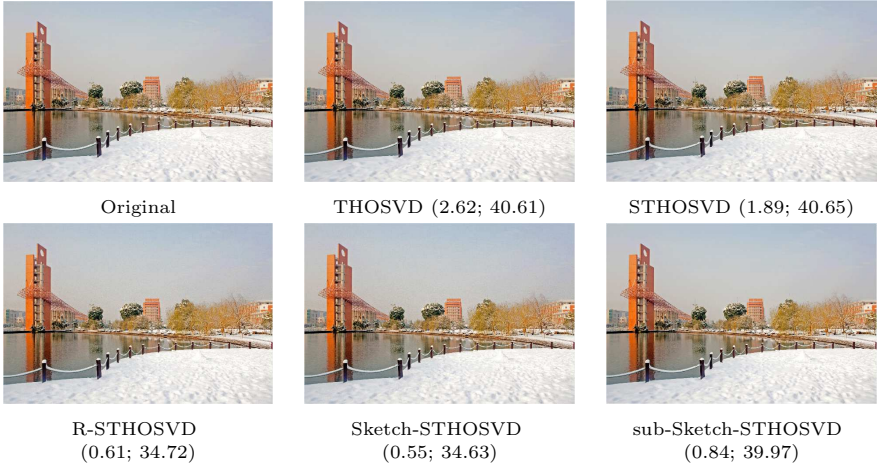 Original
THOSVD (2.62; 40.61)
STHOSVD (1.89; 40.65)
R-STHOSVD
(0.61; 34.72)
Sketch-STHOSVD
(0.55; 34.63)
sub-Sketch-STHOSVD
(0.84; 39.97)